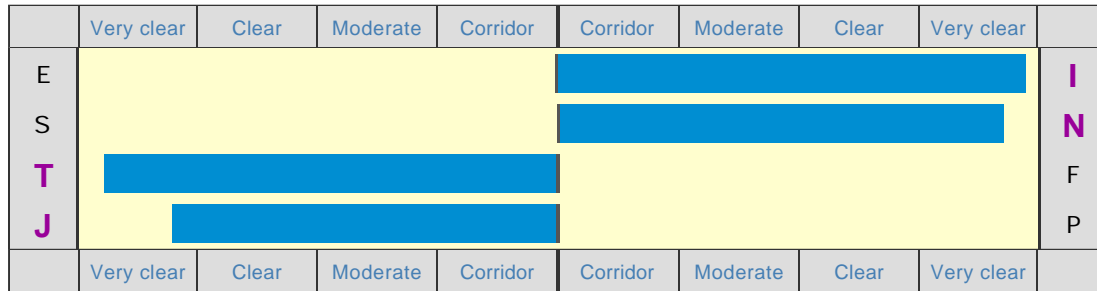 Very clear Clear Moderate Corridor Corridor Moderate Clear Very clear
E I
S N
T F
J P
Very clear Clear Moderate Corridor Corridor Moderate Clear Very clear